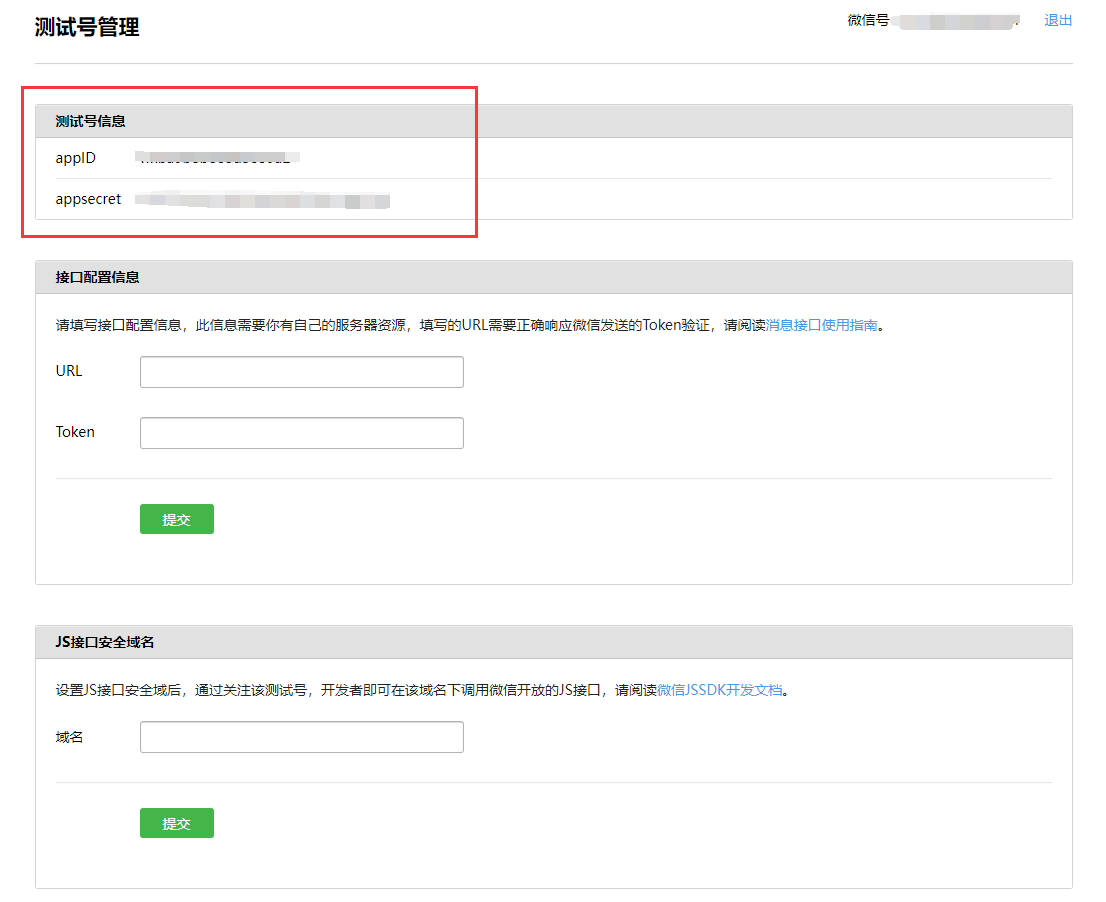 测试号管理
微信号
退出
测试号信息
appID
appsecret
接口配置信息
请填写接口配置信息，此信息需要你有自己的服务器资源，填写的URL需要正确响应微信发送的Token验证，请阅读消息接口使用指南。
URL
Token
提交
JS接口安全域名
设置JS接口安全域后，通过关注该测试号，开发者即可在该域名下调用微信开放的JS接口，请阅读微信JSSDK开发文档。
域名
提交